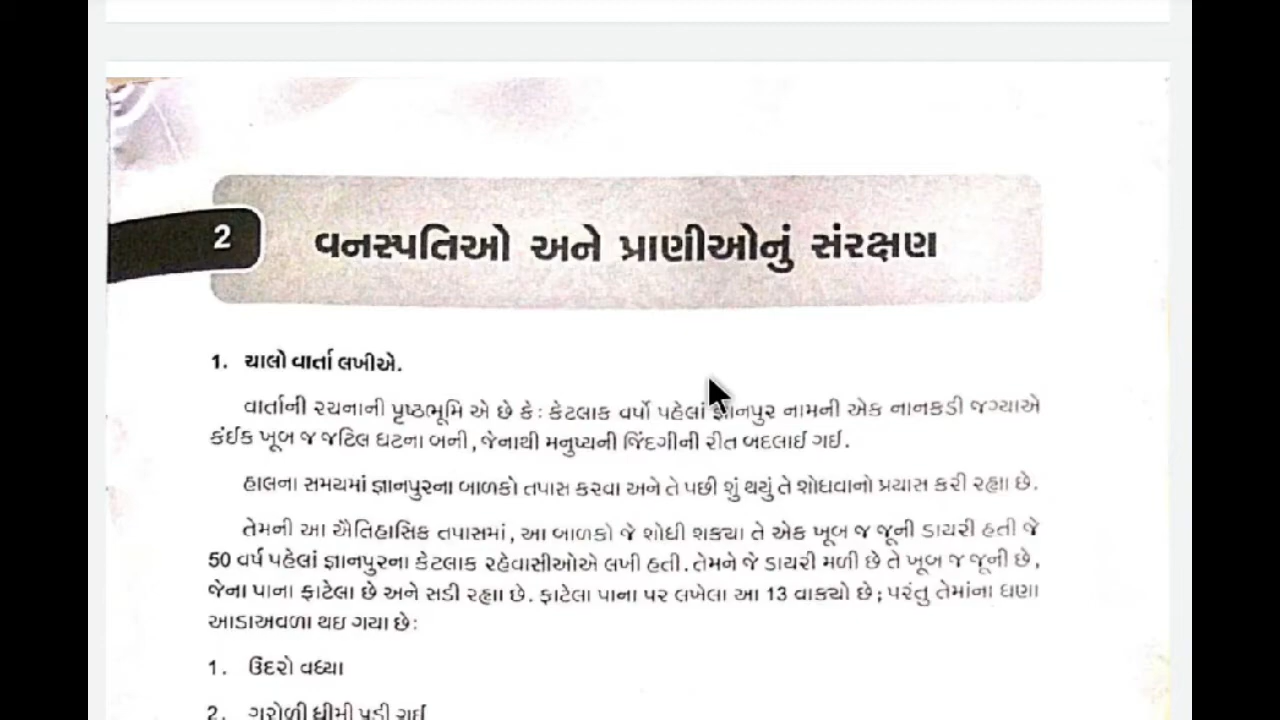 2
વનસ્પતિઓ અને પ્રાણીઓનું સંરક્ષણ
1. ચાલો વાર્તા લખીએ.
વાર્તાની રચનાની પૃષ્ઠભૂમિ એ છે કે: કેટલાક વર્ષો પહેલાં જ્ઞાનપુર નામની એક નાનકડી જગ્યાએ
કંઈક ખૂબ જ જટિલ ઘટના બની, જેનાથી મનુષ્યની જિંદગીની રીત બદલાઈ ગઈ.
હાલના સમયમાં જ્ઞાનપુરના બાળકો તપાસ કરવા અને તે પછી શું થયું તે શોધવાનો પ્રયાસ કરી રહ્યા છે.
તેમની આ ઐતિહાસિક તપાસમાં, આ બાળકો જે શોધી શક્યા તે એક ખૂબ જ જૂની ડાયરી હતી જે
50 વર્ષ પહેલાં જ્ઞાનપુરના કેટલાક રહેવાસીઓએ લખી હતી. તેમને જે ડાયરી મળી છે તે ખૂબ જ જૂની છે,
જેના પાના ફાટેલા છે અને સડી રહ્યા છે. ફાટેલા પાના પર લખેલા આ 13 વાક્યો છે; પરંતુ તેમાંના ઘણા
આડાઅવળા થઇ ગયા છે:
1. ઉંદરો વધ્યા
2. ગરોળી ધીમી પડી ગઈ